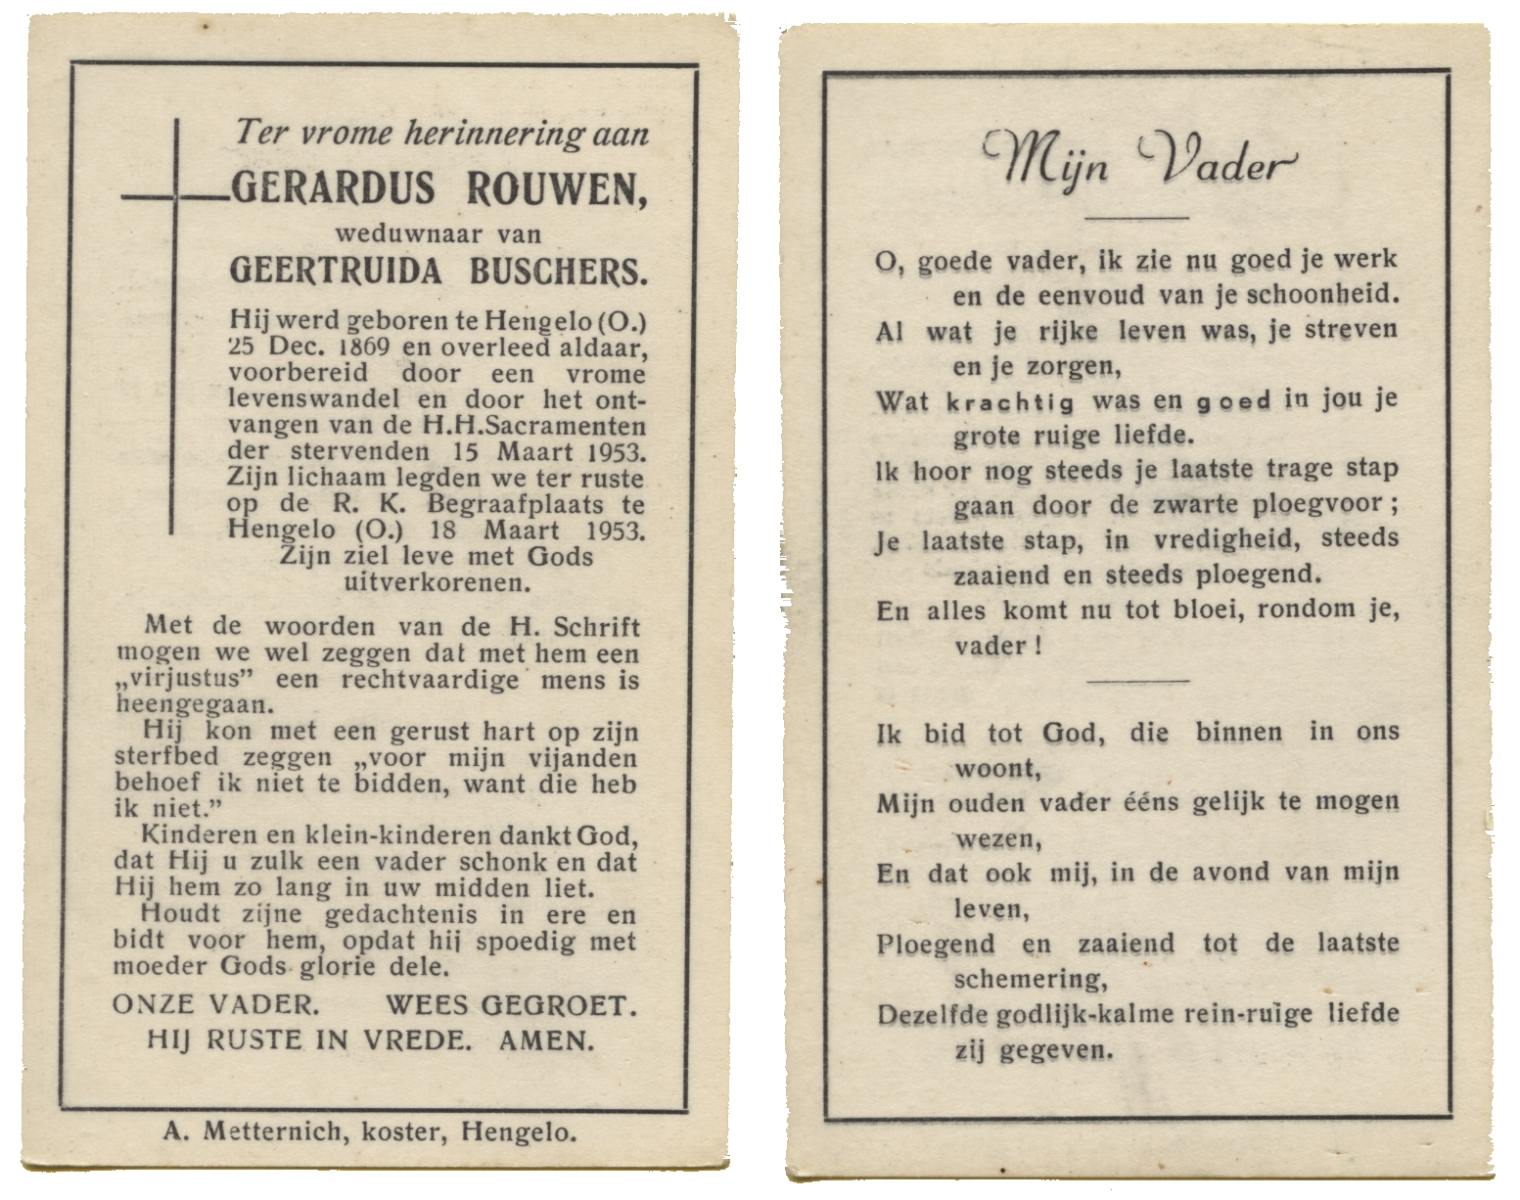 Ter vrome herinnering aan
GERARDUS ROUWEN,
weduwnaar van
GEERTRUIDA BUSCHERS.
Hij werd geboren te Hengelo (O.)
25 Dec. 1869 en overleed aldaar,
voorbereid door een vrome
levenswandel en door het ont-
vangen van de H.H.Sacramenten
der stervenden 15 Maart 1953.
Zijn lichaam legden we ter ruste
op de R. K. Begraafplaats te
Hengelo (O.) 18 Maart 1953.
Zijn ziel leve met Gods
uitverkorenen.
Met de woorden van de H. Schrift
mogen we wel zeggen dat met hem een
„virjustus” een rechtvaardige mens is
heengegaan.
Hij kon met een gerust hart op zijn
sterfbed zeggen „voor mijn vijanden
behoef ik niet te bidden, want die heb
ik niet.”
Kinderen en klein-kinderen dankt God,
dat Hij u zulk een vader schonk en dat
Hij hem zo lang in uw midden liet.
Houdt zijne gedachtenis in ere en
bidt voor hem, opdat hij spoedig met
moeder Gods glorie dele.
ONZE VADER. WEES GEGROET.
HIJ RUSTE IN VREDE. AMEN.
A. Metternich, koster, Hengelo.
Mijn Vader
O, goede vader, ik zie nu goed je werk
en de eenvoud van je schoonheid.
Al wat je rijke leven was, je streven
en je zorgen,
Wat krachtig was en goed in jou je
grote ruige liefde.
Ik hoor nog steeds je laatste trage stap
gaan door de zwarte ploegvoor ;
Je laatste stap, in vredigheid, steeds
zaaiend en steeds ploegend.
En alles komt nu tot bloei, rondom je,
vader !
Ik bid tot God, die binnen in ons
woont,
Mijn ouden vader ééns gelijk te mogen
wezen,
En dat ook mij, in de avond van mijn
leven,
Ploegend en zaaiend tot de laatste
schemering,
Dezelfde godlijk-kalme rein-ruige liefde
zij gegeven.